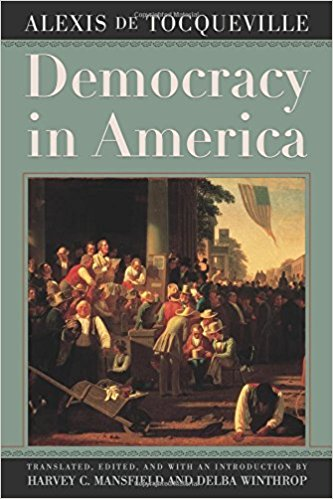 ALEXIS DE TOCQUEVILLE
Democracy
in America
TRANSLATED, EDITED, AND WITH AN INTRODUCTION BY
HARVEY C. MANSFIELD AND DELBA WINTHROP